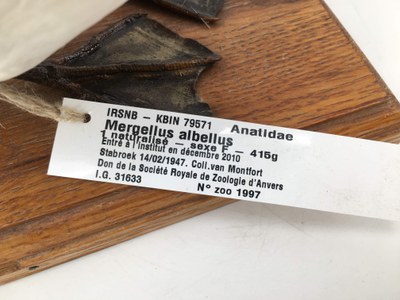 IRSNB – KBIN 79571 Anatidae
Mergellus albellus
1 naturalisé – sexe F – 415g
Entré à l'institut en décembre 2010
Stabroek 14/02/1947. Coll.van Montfort
Don de la Société Royale de Zoologie d'Anvers
I.G. 31633 N° zoo 1997